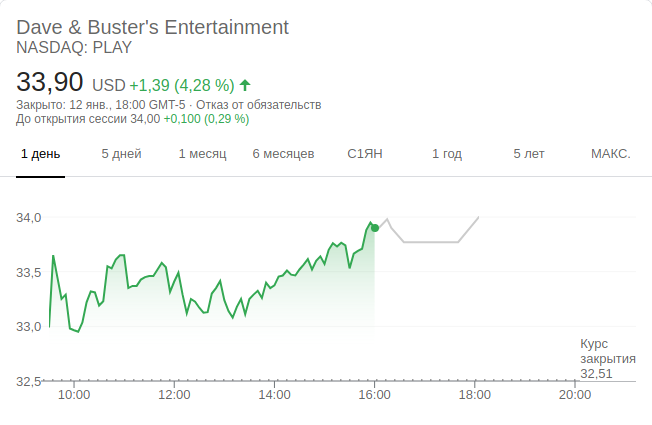 Dave & Buster's Entertainment
NASDAQ: PLAY
33,90 USD +1,39 (4,28 %)
Закрыто: 12 янв., 18:00 GMT-5 · Отказ от обязательств
До открытия сессии 34,00 +0,100 (0,29 %)
1 день 5 дней 1 месяц 6 месяцев С1ЯН 1 год 5 лет МАКС.
34,0
33,5
33,0
Курс
закрытия
32,51
32,5
10:00 12:00 14:00 16:00 18:00 20:00